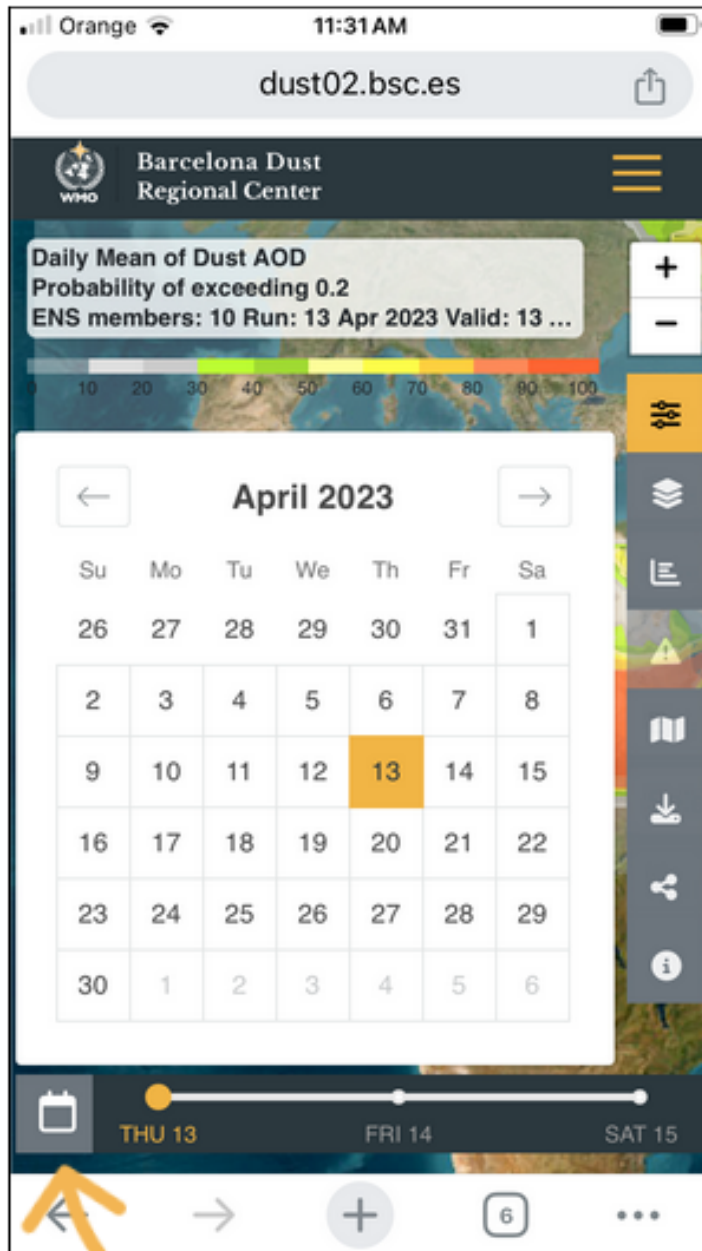 Orange 11:31 AM
dust02.bsc.es
WMO
Barcelona Dust
Regional Center
Daily Mean of Dust AOD
Probability of exceeding 0.2
ENS members: 10 Run: 13 Apr 2023 Valid: 13 ...
+
−
0 10 20 30 40 50 60 70 80 90 100
← April 2023 →
Su Mo Tu We Th Fr Sa
26 27 28 29 30 31 1
2 3 4 5 6 7 8
9 10 11 12 13 14 15
16 17 18 19 20 21 22
23 24 25 26 27 28 29
30 1 2 3 4 5 6
THU 13 FRI 14 SAT 15
6